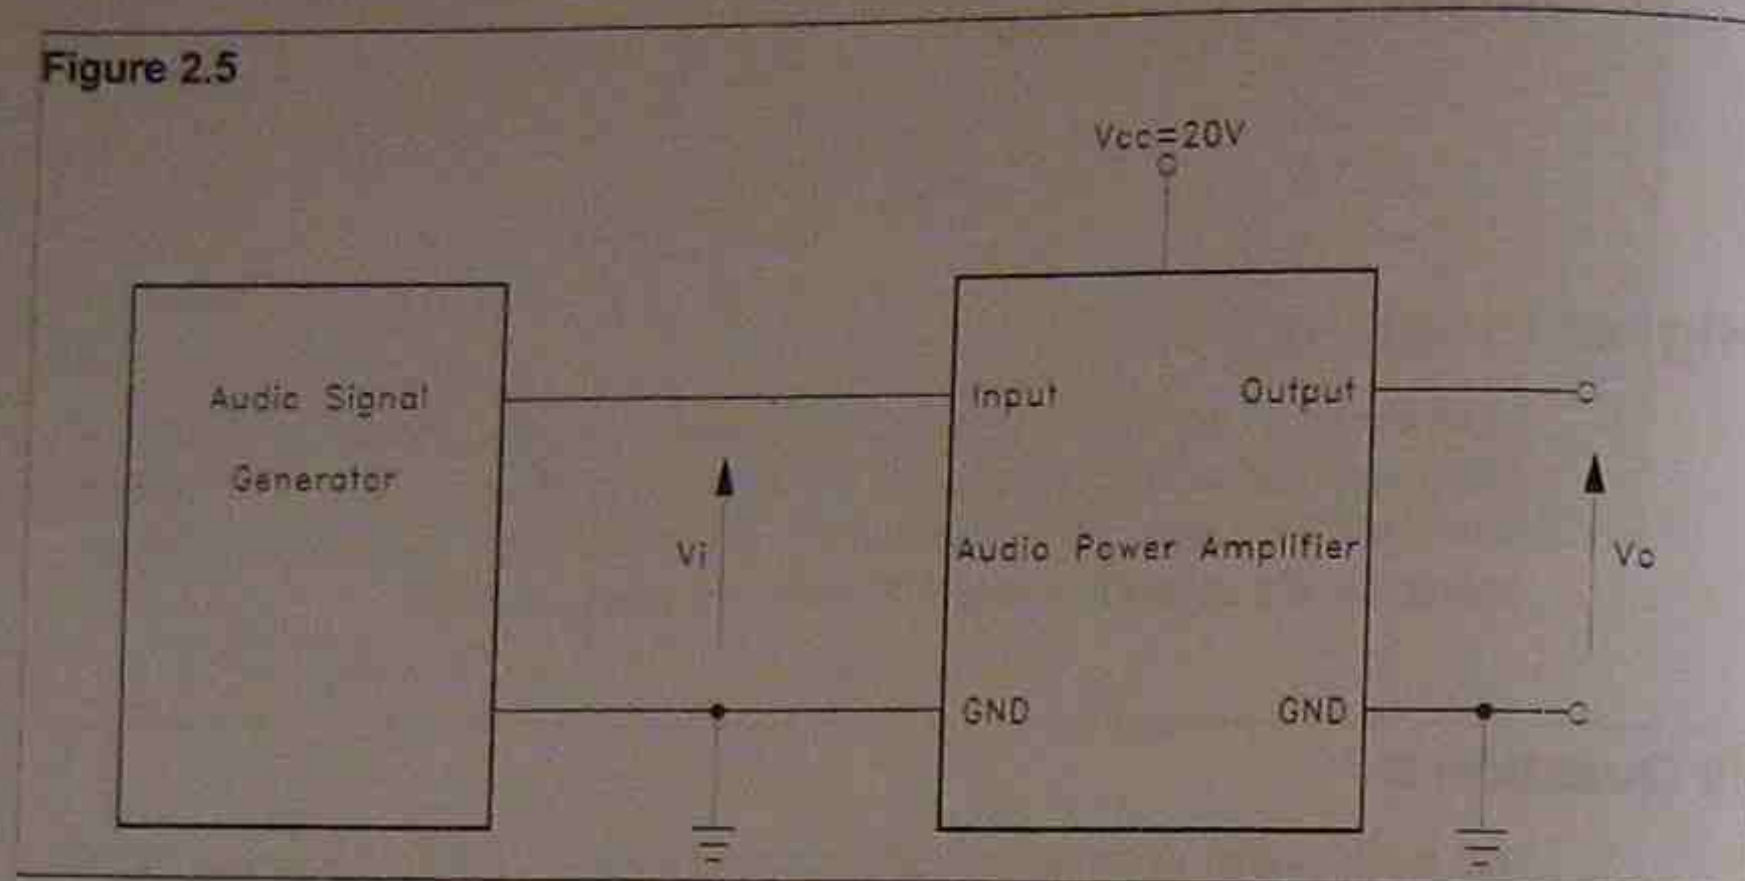 Figure 2.5
Vcc=20V
Audio Signal
Generator
Input
Output
Vi
Audio Power Amplifier
Vo
GND
GND